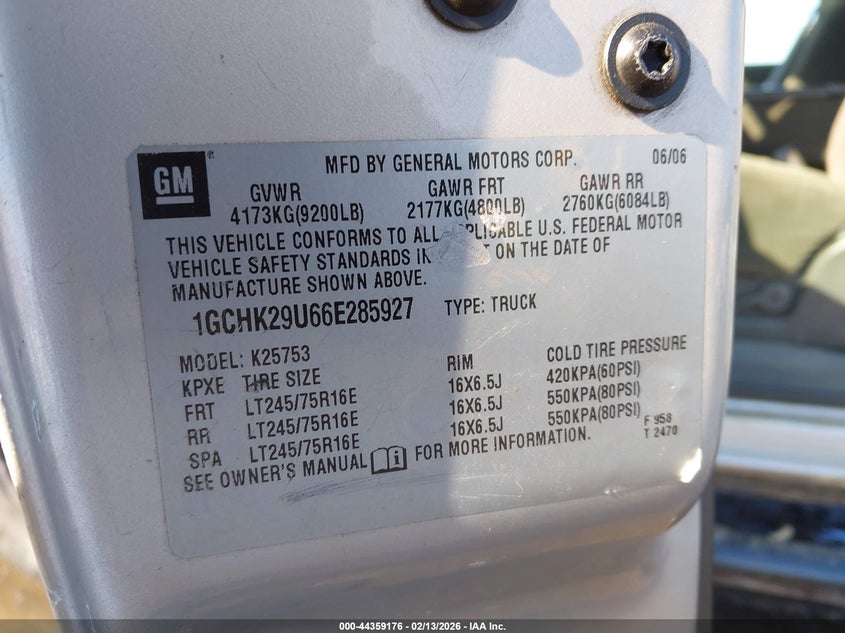 GM ® MFD BY GENERAL MOTORS CORP. 06/06
GVWR GAWR FRT GAWR RR
4173KG(9200LB) 2177KG(4800LB) 2760KG(6084LB)
THIS VEHICLE CONFORMS TO ALL U.S. FEDERAL MOTOR
VEHICLE SAFETY STANDARDS ON THE DATE OF
MANUFACTURE SHOWN ABOVE.
1GCHK29U66E285927 TYPE: TRUCK
MODEL: K25753
KPXE TIRE SIZE RIM COLD TIRE PRESSURE
FRT LT245/75R16E 16X6.5J 420KPA(60PSI)
RR LT245/75R16E 16X6.5J 550KPA(80PSI)
SPA LT245/75R16E 16X6.5J 550KPA(80PSI)
SEE OWNER'S MANUAL i FOR MORE INFORMATION.
F 958
T 2470
000-44359176 | 02/13/2026 | IAA Inc.